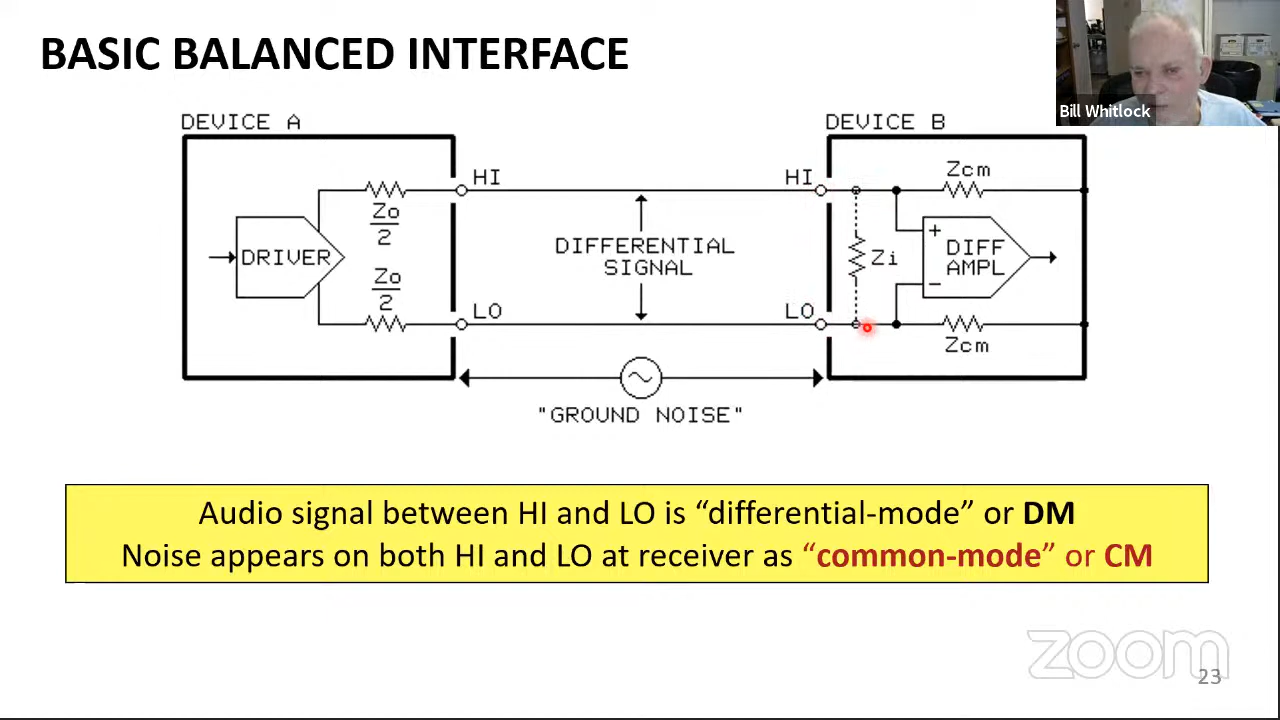 BASIC BALANCED INTERFACE
Bill Whitlock
DEVICE A
DEVICE B
HI
HI
Zcm
Zo
2
DRIVER
DIFFERENTIAL
SIGNAL
Zi
+
DIFF
AMPL
−
Zo
2
LO
LO
Zcm
"GROUND NOISE"
Audio signal between HI and LO is “differential-mode” or DM
Noise appears on both HI and LO at receiver as “common-mode” or CM
zoom
23